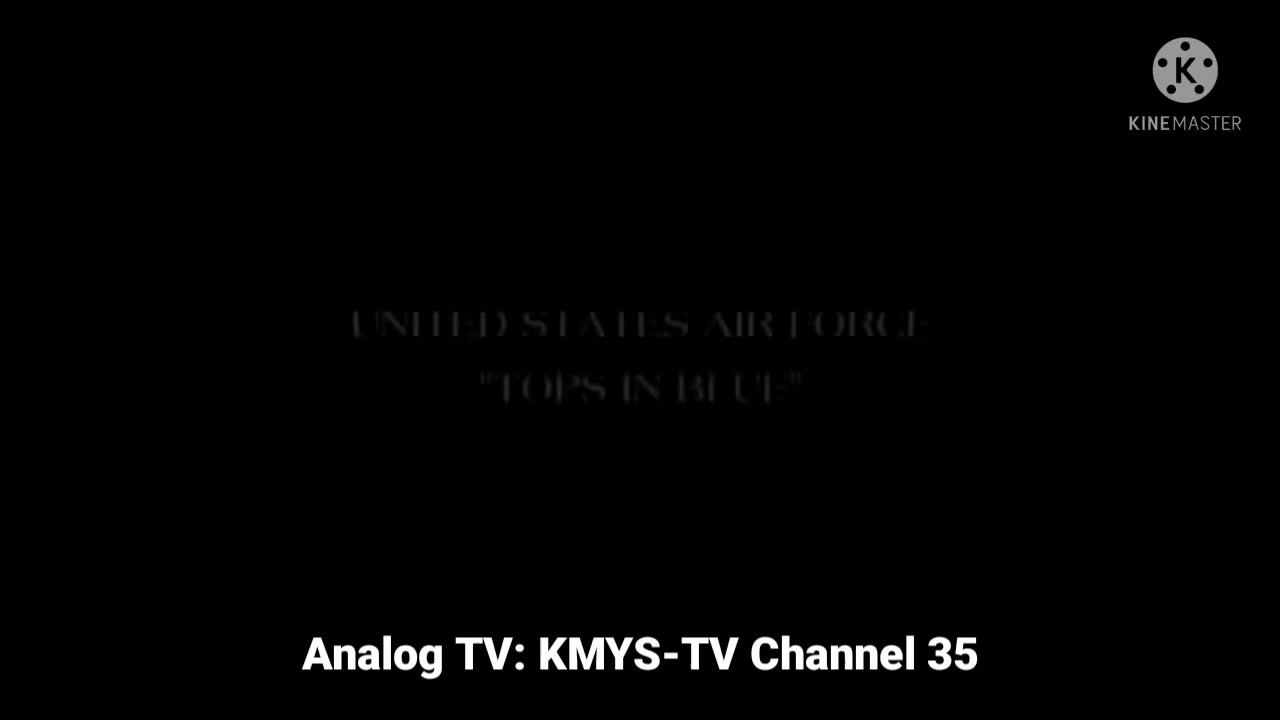 K
KINEMASTER
UNITED STATES AIR FORCE
"TOPS IN BLUE"
Analog TV: KMYS-TV Channel 35